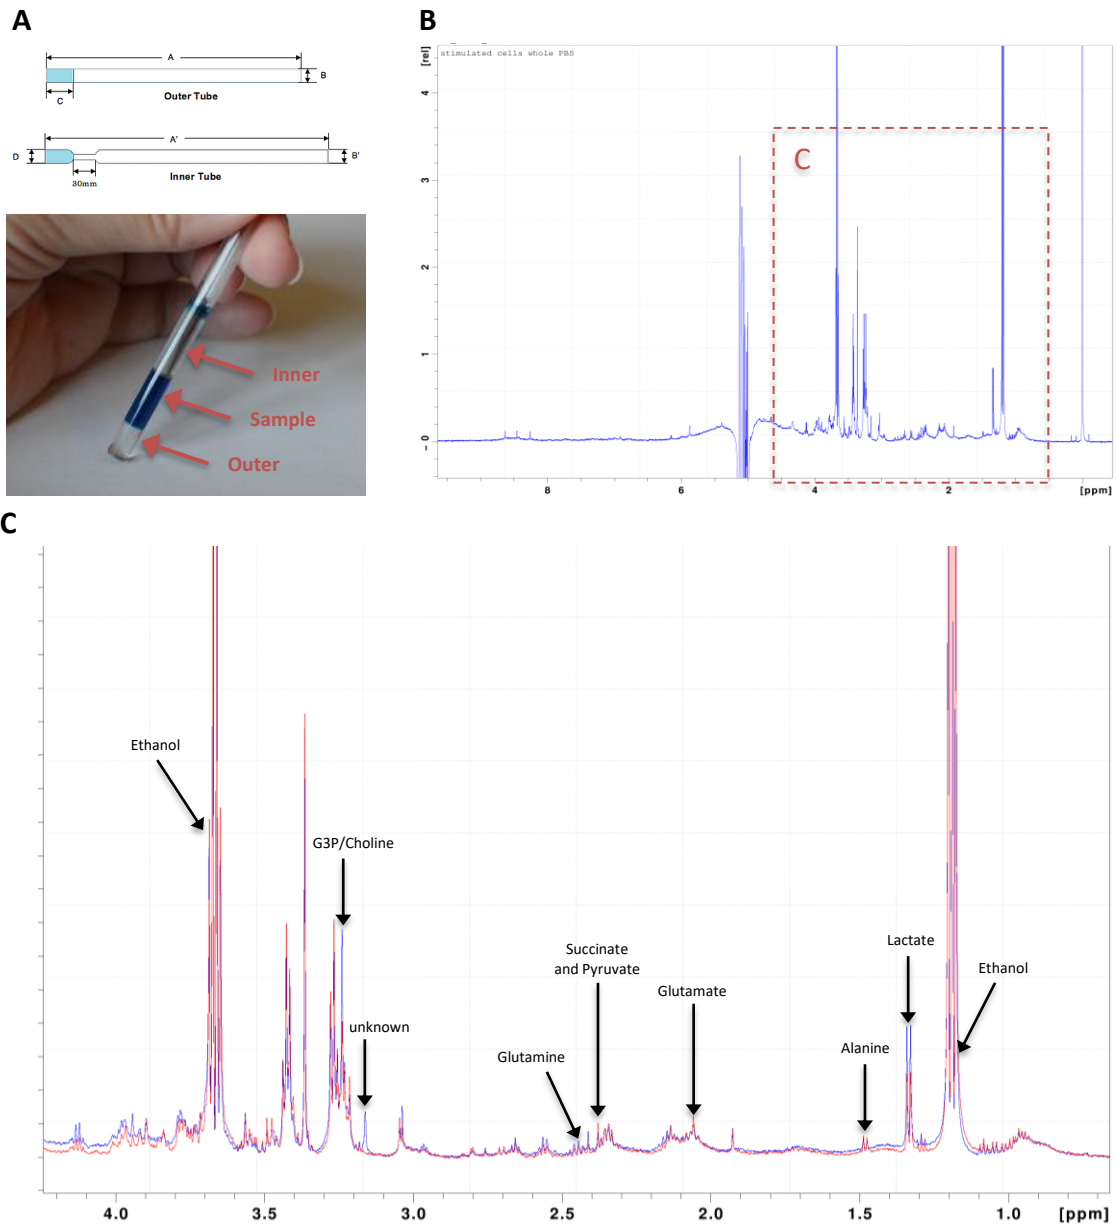 A
A
B
C
Outer Tube
A'
D
B'
30mm
Inner Tube
Inner
Sample
Outer
B
[rel]
stimulated cells whole PBS
4
3
2
1
0
C
8
6
4
2
[ppm]
C
Ethanol
G3P/Choline
unknown
Glutamine
Succinate
and Pyruvate
Glutamate
Alanine
Lactate
Ethanol
4.0
3.5
3.0
2.5
2.0
1.5
1.0
[ppm]